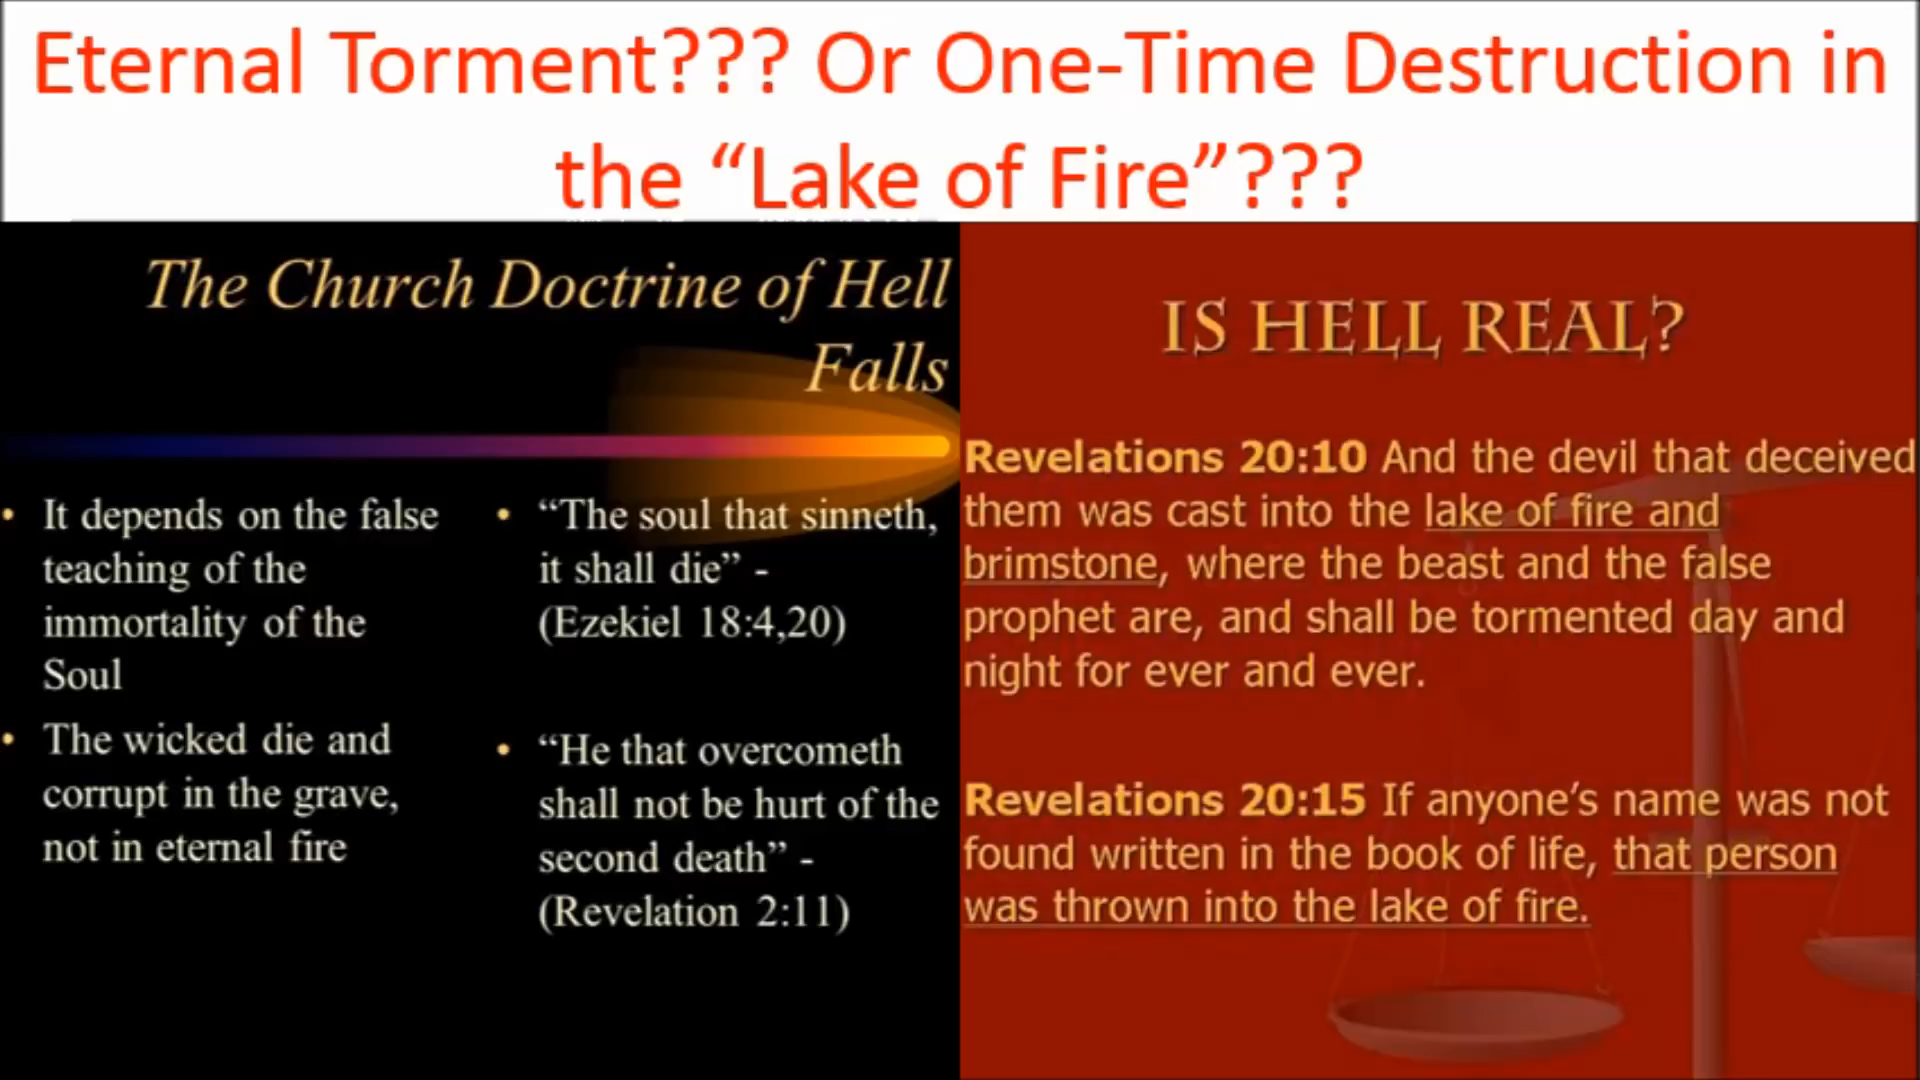 Eternal Torment??? Or One-Time Destruction in
the “Lake of Fire”???
The Church Doctrine of Hell
Falls
• It depends on the false
teaching of the
immortality of the
Soul
• The wicked die and
corrupt in the grave,
not in eternal fire
• “The soul that sinneth,
it shall die” -
(Ezekiel 18:4,20)
• “He that overcometh
shall not be hurt of the
second death” -
(Revelation 2:11)
IS HELL REAL?
Revelations 20:10 And the devil that deceived
them was cast into the lake of fire and
brimstone, where the beast and the false
prophet are, and shall be tormented day and
night for ever and ever.
Revelations 20:15 If anyone’s name was not
found written in the book of life, that person
was thrown into the lake of fire.